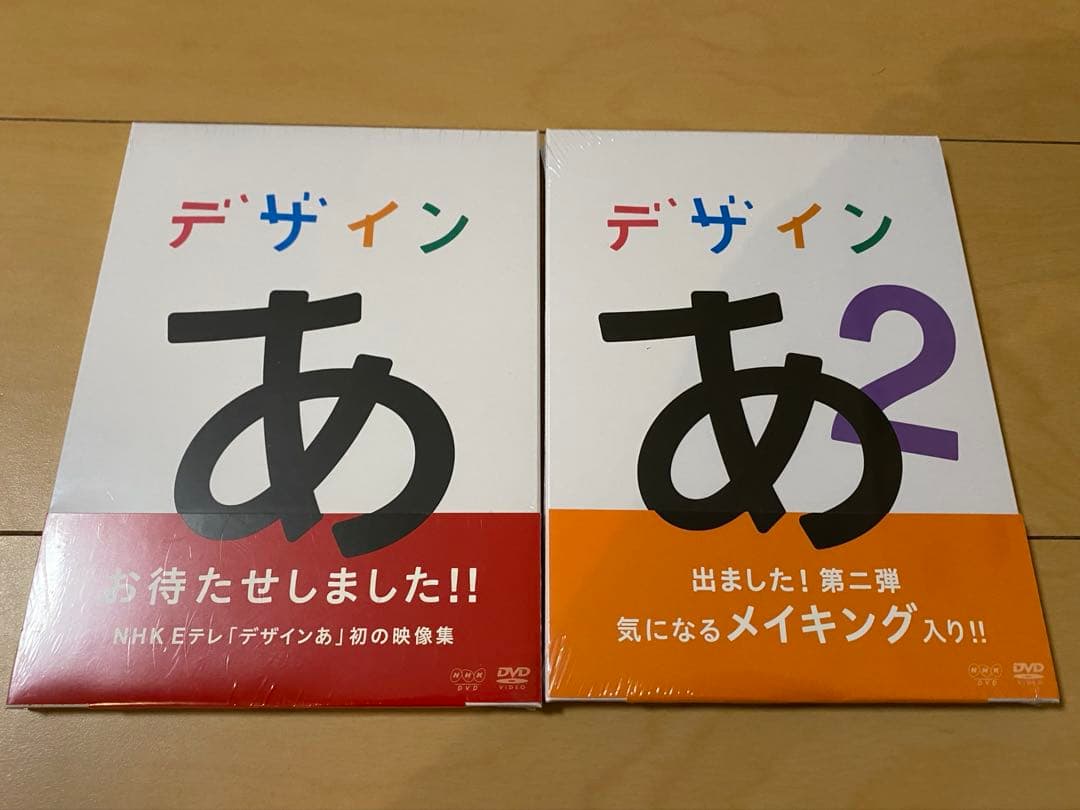 デザイン
あ
お待たせしました!!
NHK Eテレ「デザインあ」初の映像集
NHK
DVD
DVD
VIDEO
デザイン
あ2
出ました! 第二弾
気になるメイキング入り!!
NHK
DVD
DVD
VIDEO